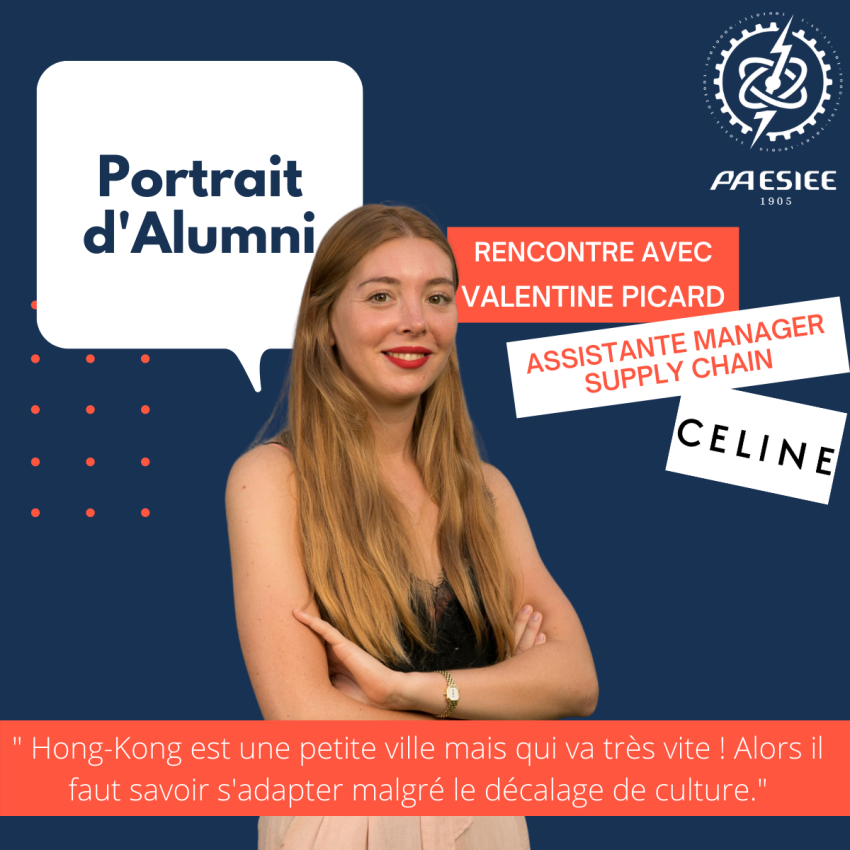 Portrait
d'Alumni
PA ESIEE
1905
RENCONTRE AVEC
VALENTINE PICARD
ASSISTANTE MANAGER
SUPPLY CHAIN
CELINE
" Hong-Kong est une petite ville mais qui va très vite ! Alors il
faut savoir s'adapter malgré le décalage de culture."